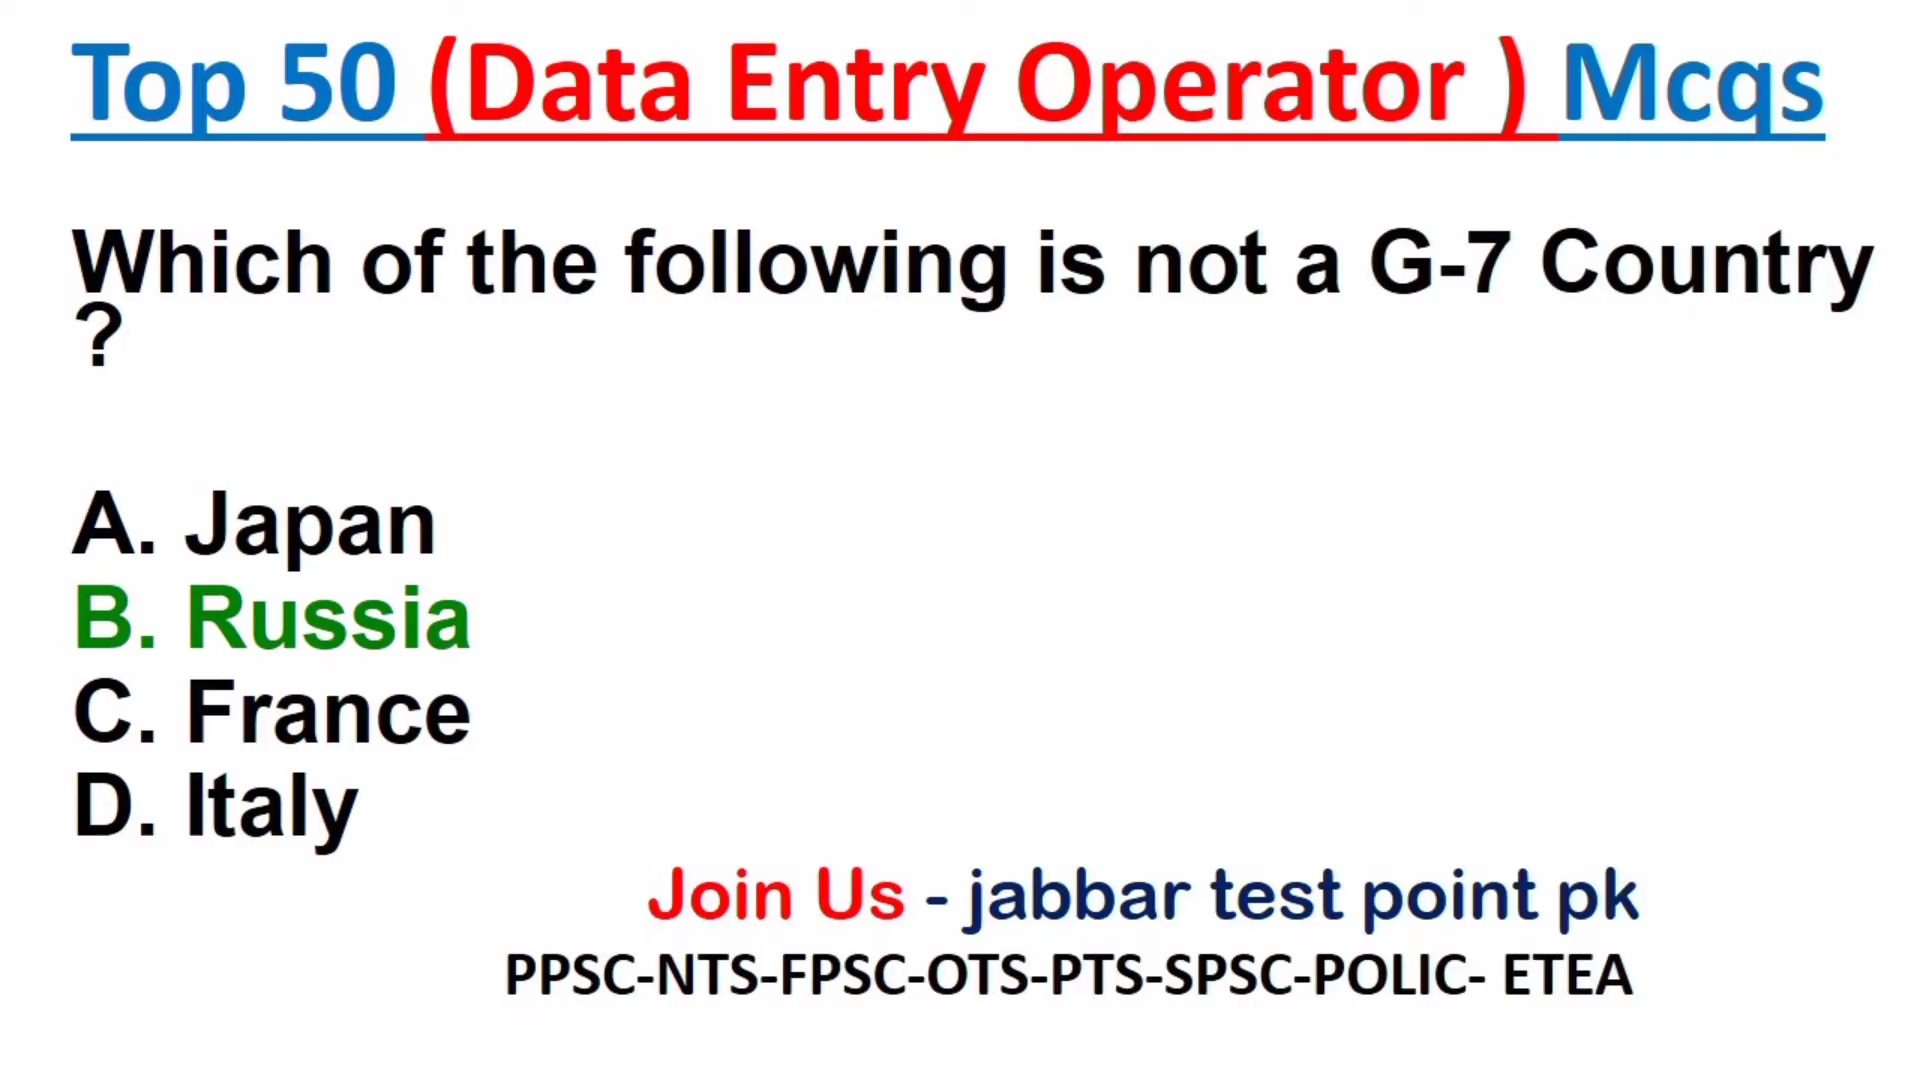 Top 50 (Data Entry Operator ) Mcqs
Which of the following is not a G-7 Country
?
A. Japan
B. Russia
C. France
D. Italy
Join Us - jabbar test point pk
PPSC-NTS-FPSC-OTS-PTS-SPSC-POLIC- ETEA